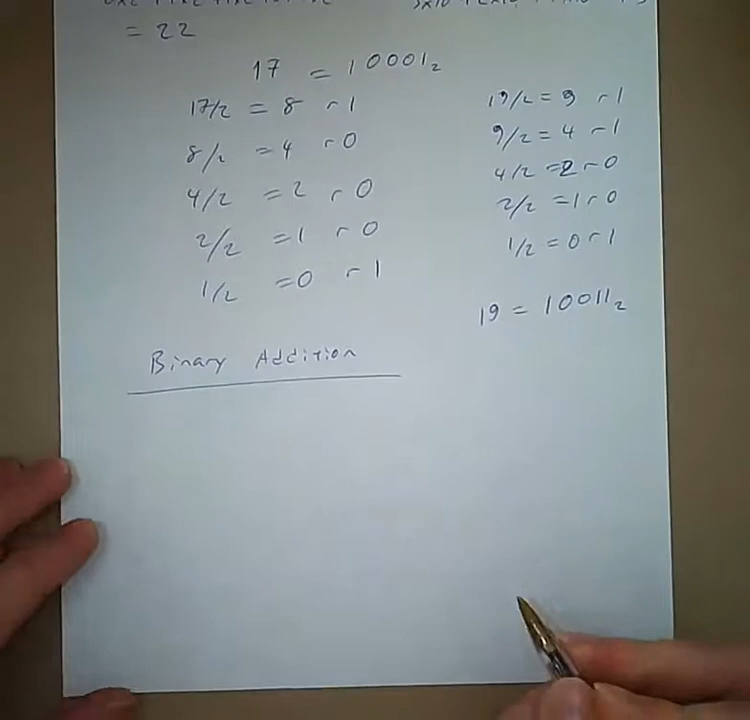 = 22
17 = 10001₂
17/2 = 8 r 1
8/2 = 4 r 0
4/2 = 2 r 0
2/2 = 1 r 0
1/2 = 0 r 1
19/2 = 9 r 1
9/2 = 4 r 1
4/2 = 2 r 0
2/2 = 1 r 0
1/2 = 0 r 1
19 = 10011₂
Binary Addition